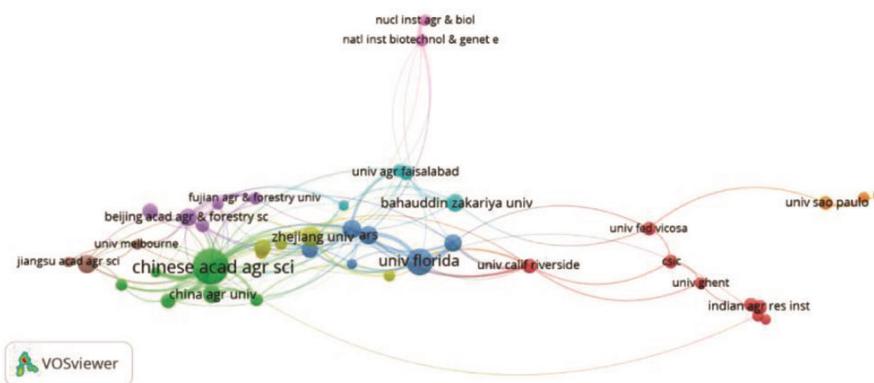 nucl inst agr & biol
natl inst biotechnol & genet e
univ agr faisalabad
fujian agr & forestry univ
bahauddin zakariya univ
univ sao paulo
beijing acad agr & forestry sc
univ fed vicosa
zhejiang univ
ars
univ melbourne
jiangsu acad agr sci
chinese acad agr sci
univ florida
univ calif riverside
csic
univ ghent
china agr univ
indian agr res inst
VOSviewer